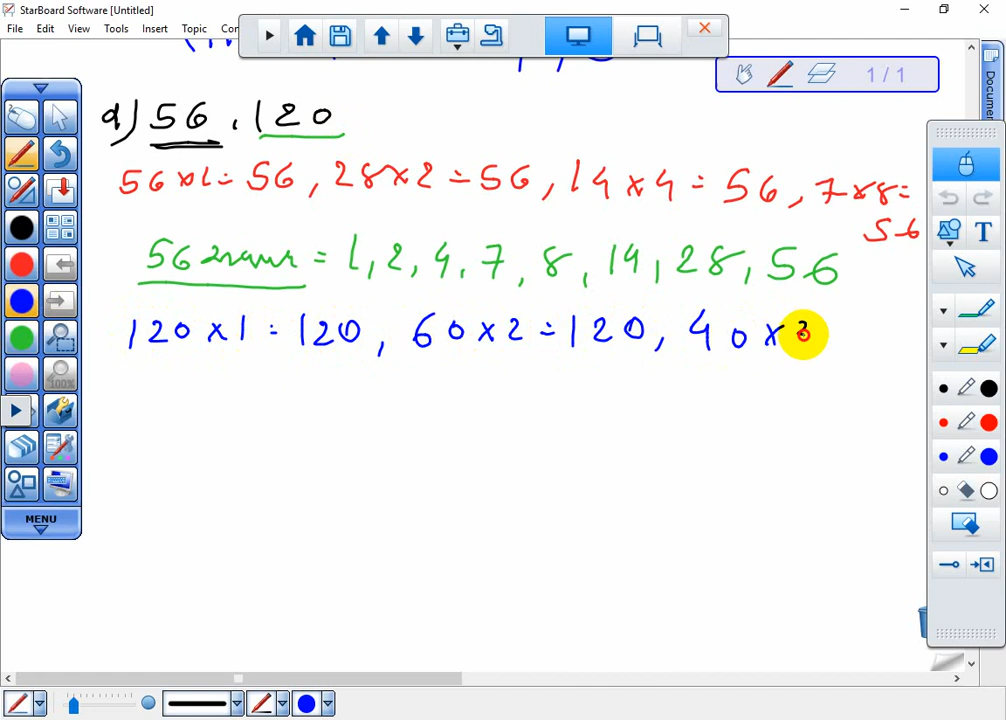 StarBoard Software [Untitled]
File Edit View Tools Insert Topic Co
1 / 1
Documen
a) 56 , 120
56 × 1 = 56 , 28 × 2 = 56 , 14 × 4 = 56 , 7 × 8 =
56
56 = 1, 2, 4, 7, 8, 14, 28, 56
120 × 1 = 120 , 60 × 2 = 120 , 40 × 3
T
MENU